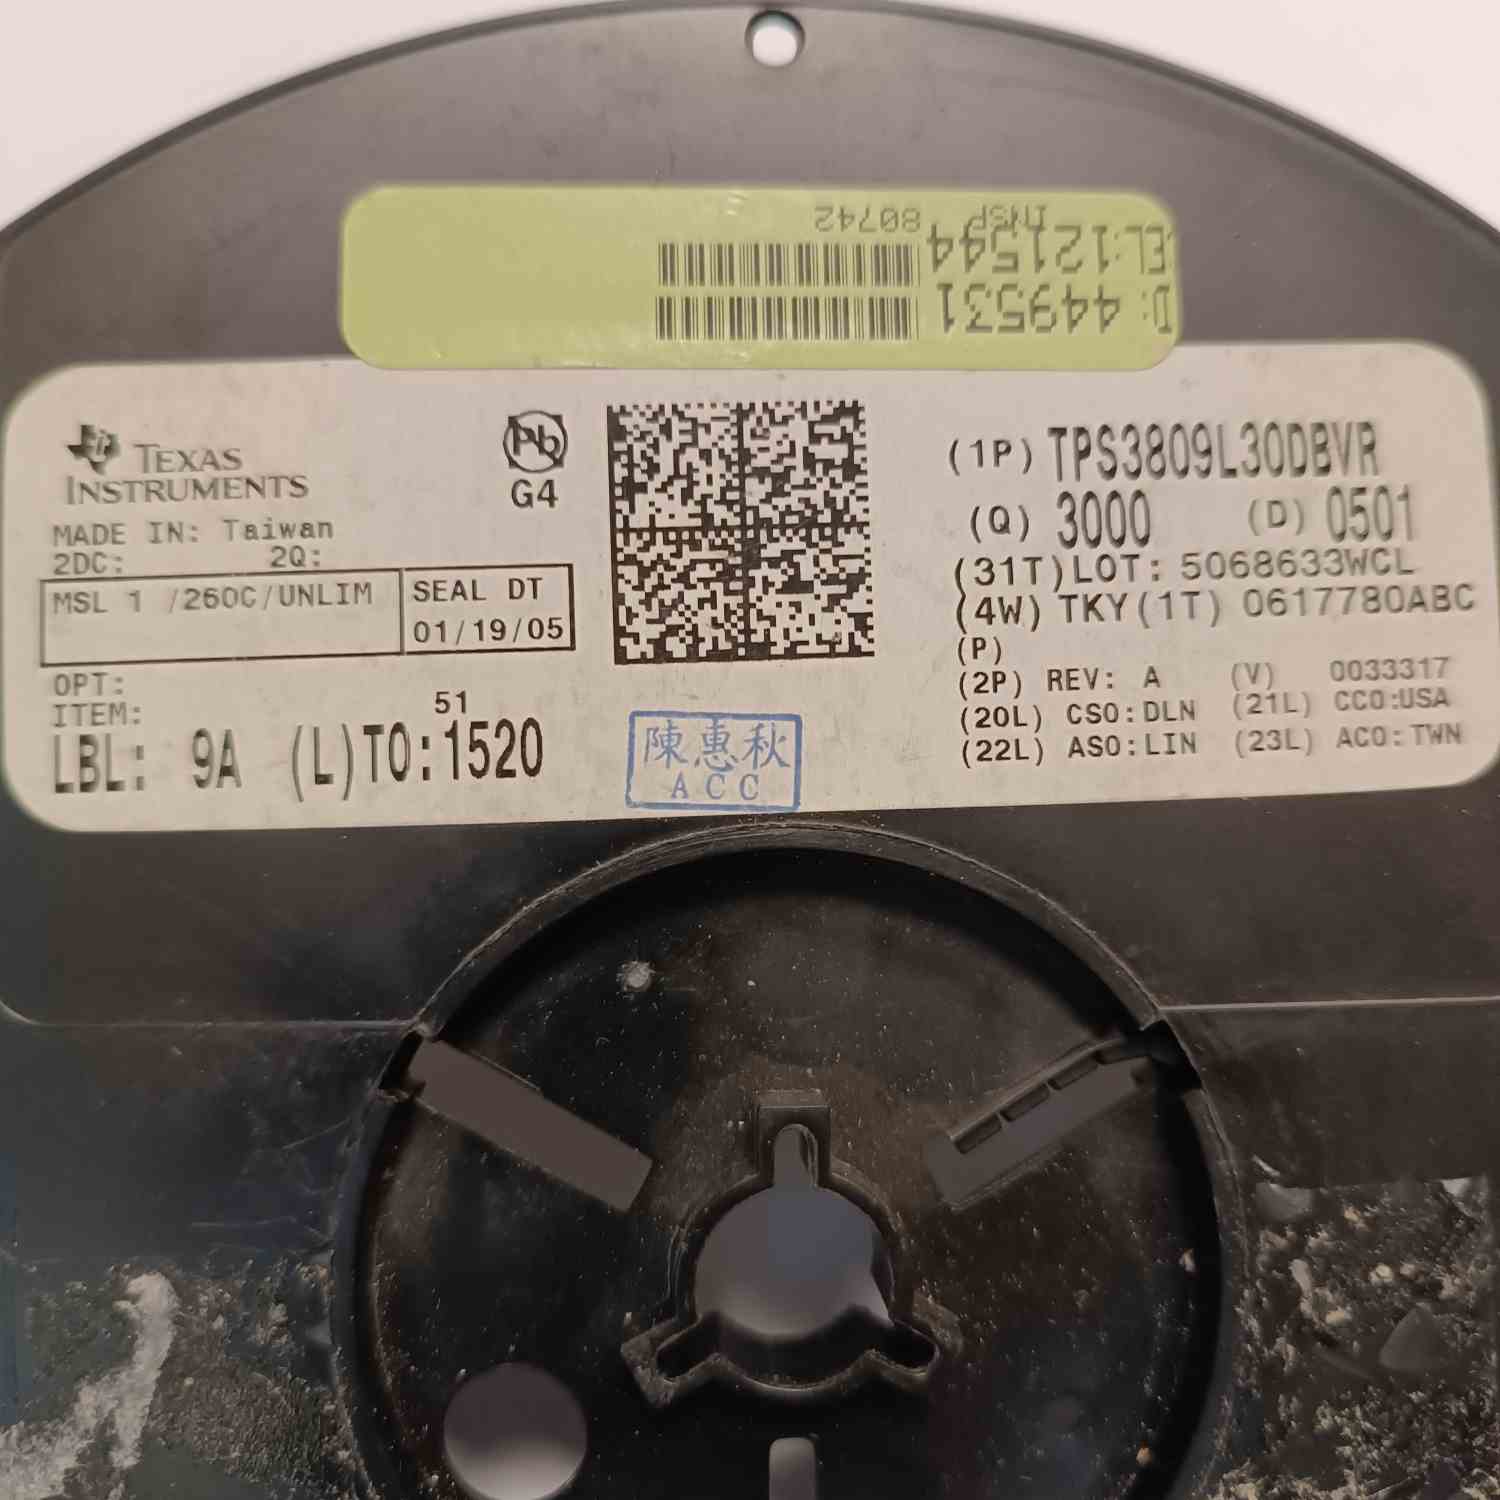 INSP 80742
EL:121544
D: 449531
TEXAS
INSTRUMENTS
Pb
G4
MADE IN: Taiwan
2DC: 2Q:
MSL 1 /260C/UNLIM
SEAL DT
01/19/05
OPT:
ITEM:
51
LBL: 9A (L)TO:1520
陳惠秋
ACC
(1P) TPS3809L30DBVR
(Q) 3000 (D) 0501
(31T)LOT: 5068633WCL
(4W) TKY(1T) 0617780ABC
(P)
(2P) REV: A (V) 0033317
(20L) CSO:DLN (21L) CCO:USA
(22L) ASO:LIN (23L) ACO:TWN